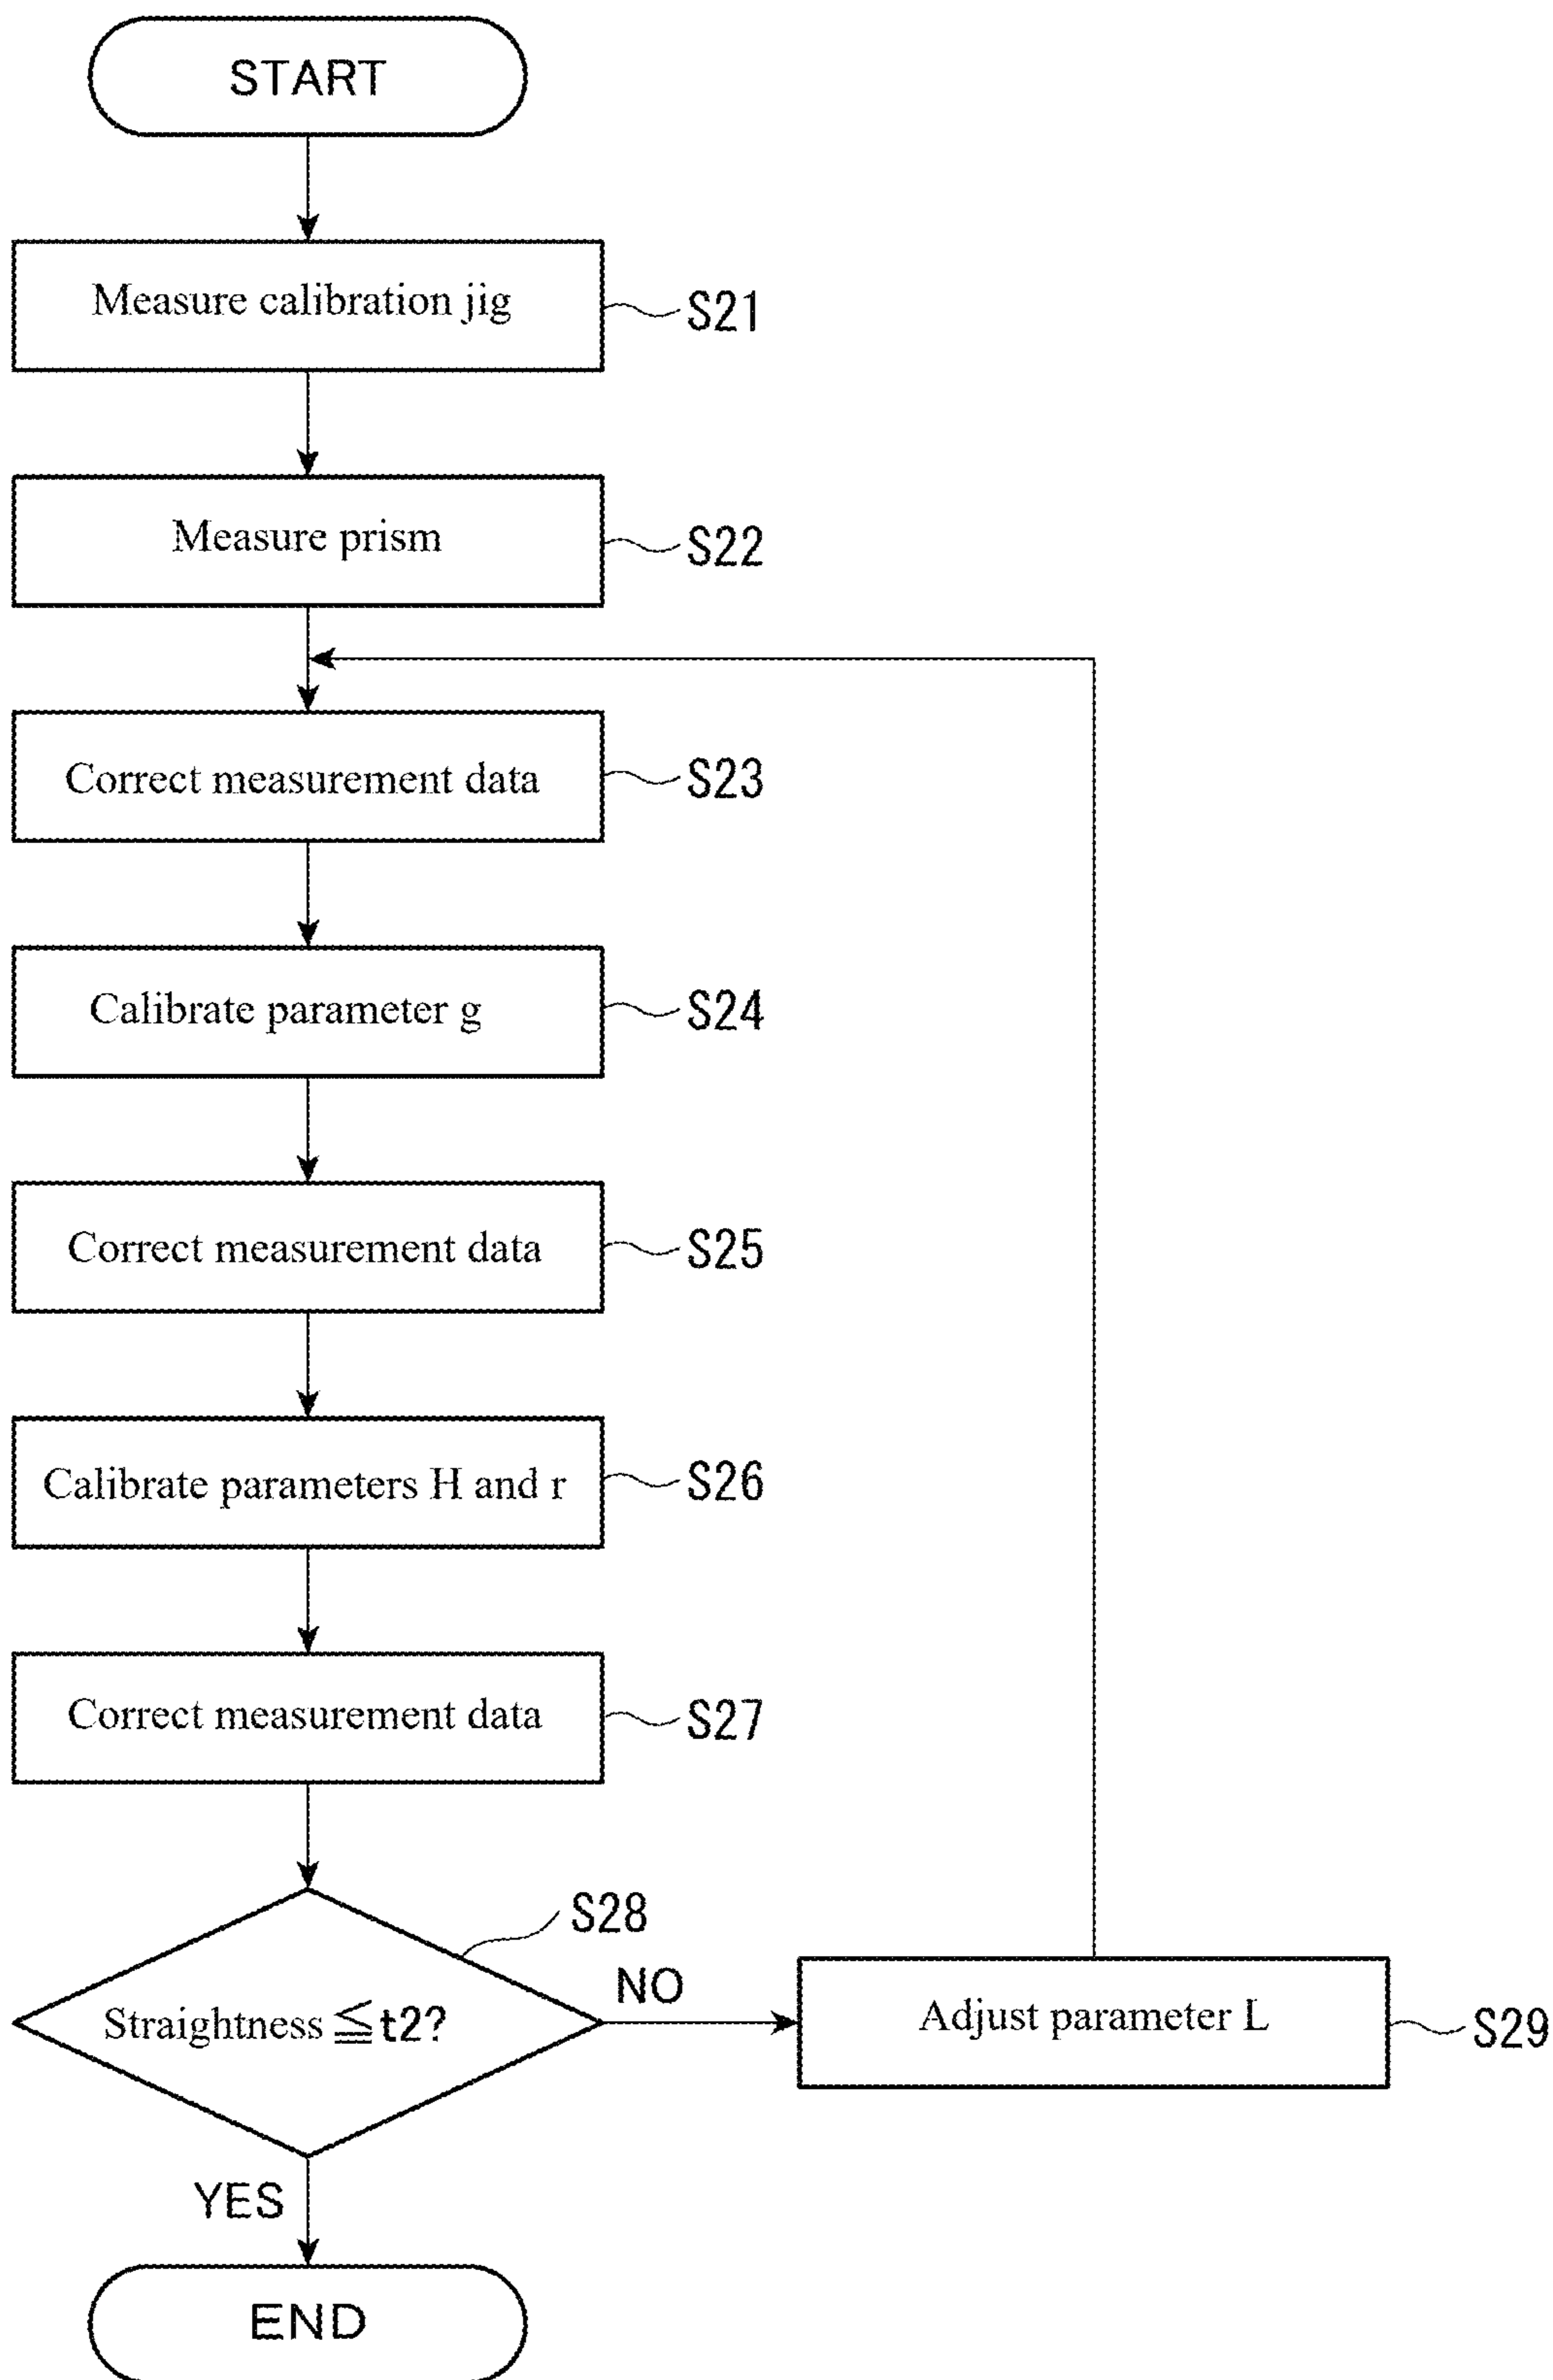 START
Measure calibration jig
S21
Measure prism
S22
Correct measurement data
S23
Calibrate parameter g
S24
Correct measurement data
S25
Calibrate parameters H and r
S26
Correct measurement data
S27
S28
Straightness ≦t2?
NO
Adjust parameter L
S29
YES
END